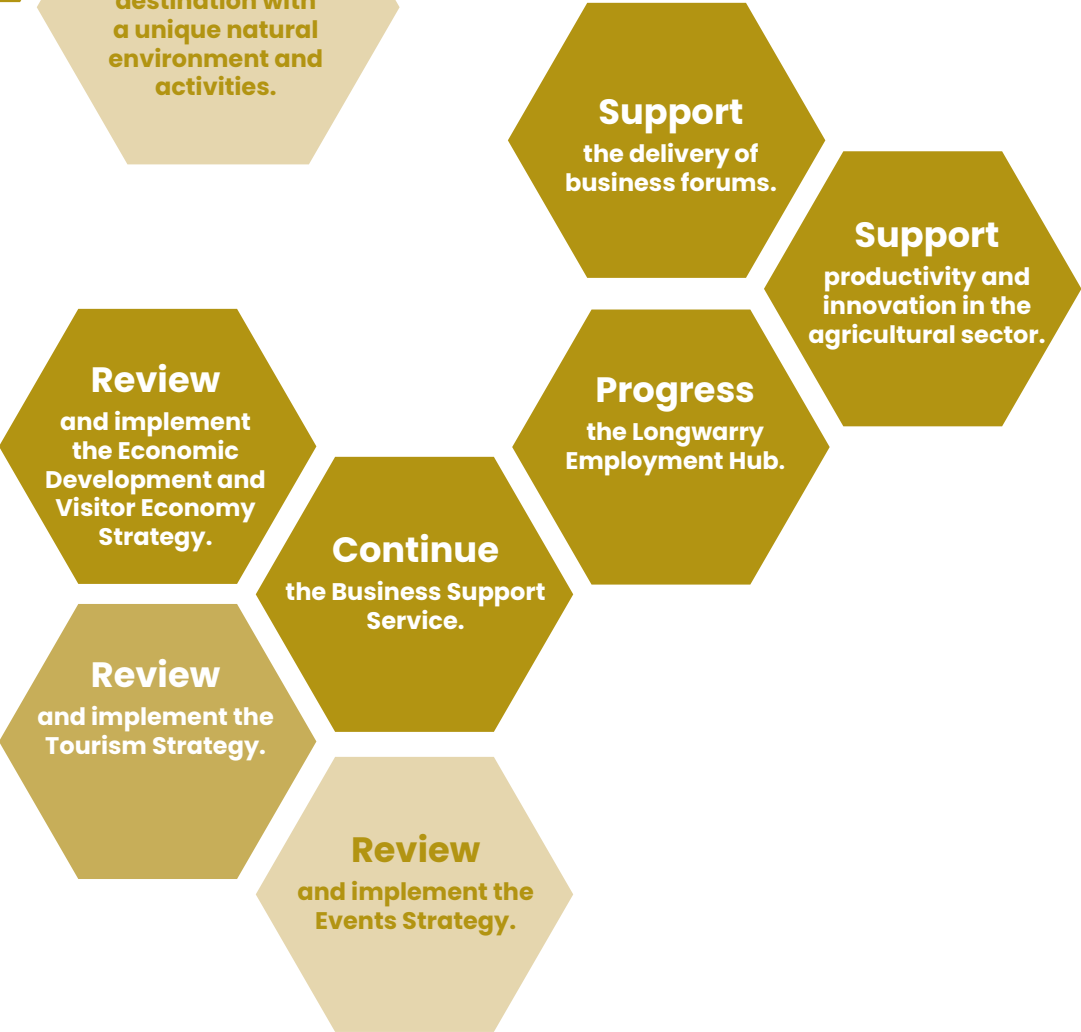 destination with
a unique natural
environment and
activities.
Support
the delivery of
business forums.
Support
productivity and
innovation in the
agricultural sector.
Review
and implement
the Economic
Development and
Visitor Economy
Strategy.
Progress
the Longwarry
Employment Hub.
Continue
the Business Support
Service.
Review
and implement the
Tourism Strategy.
Review
and implement the
Events Strategy.